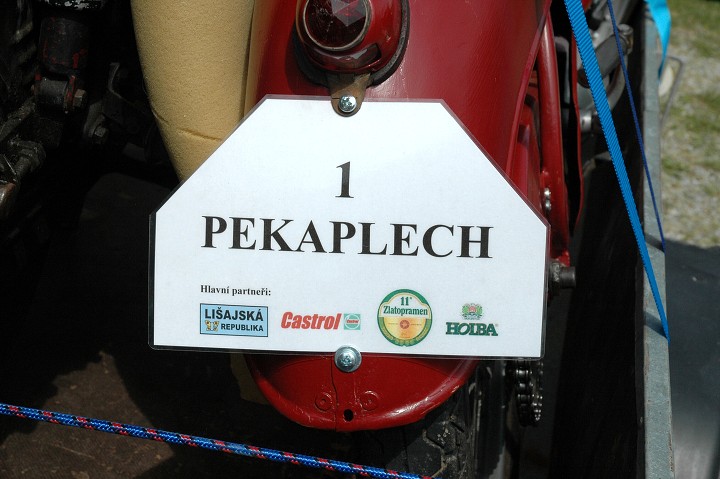 1
PEKAPLECH
Hlavní partneři:
LIŠAJSKÁ
REPUBLIKA
Castrol
11°
Zlatopramen
HOLBA